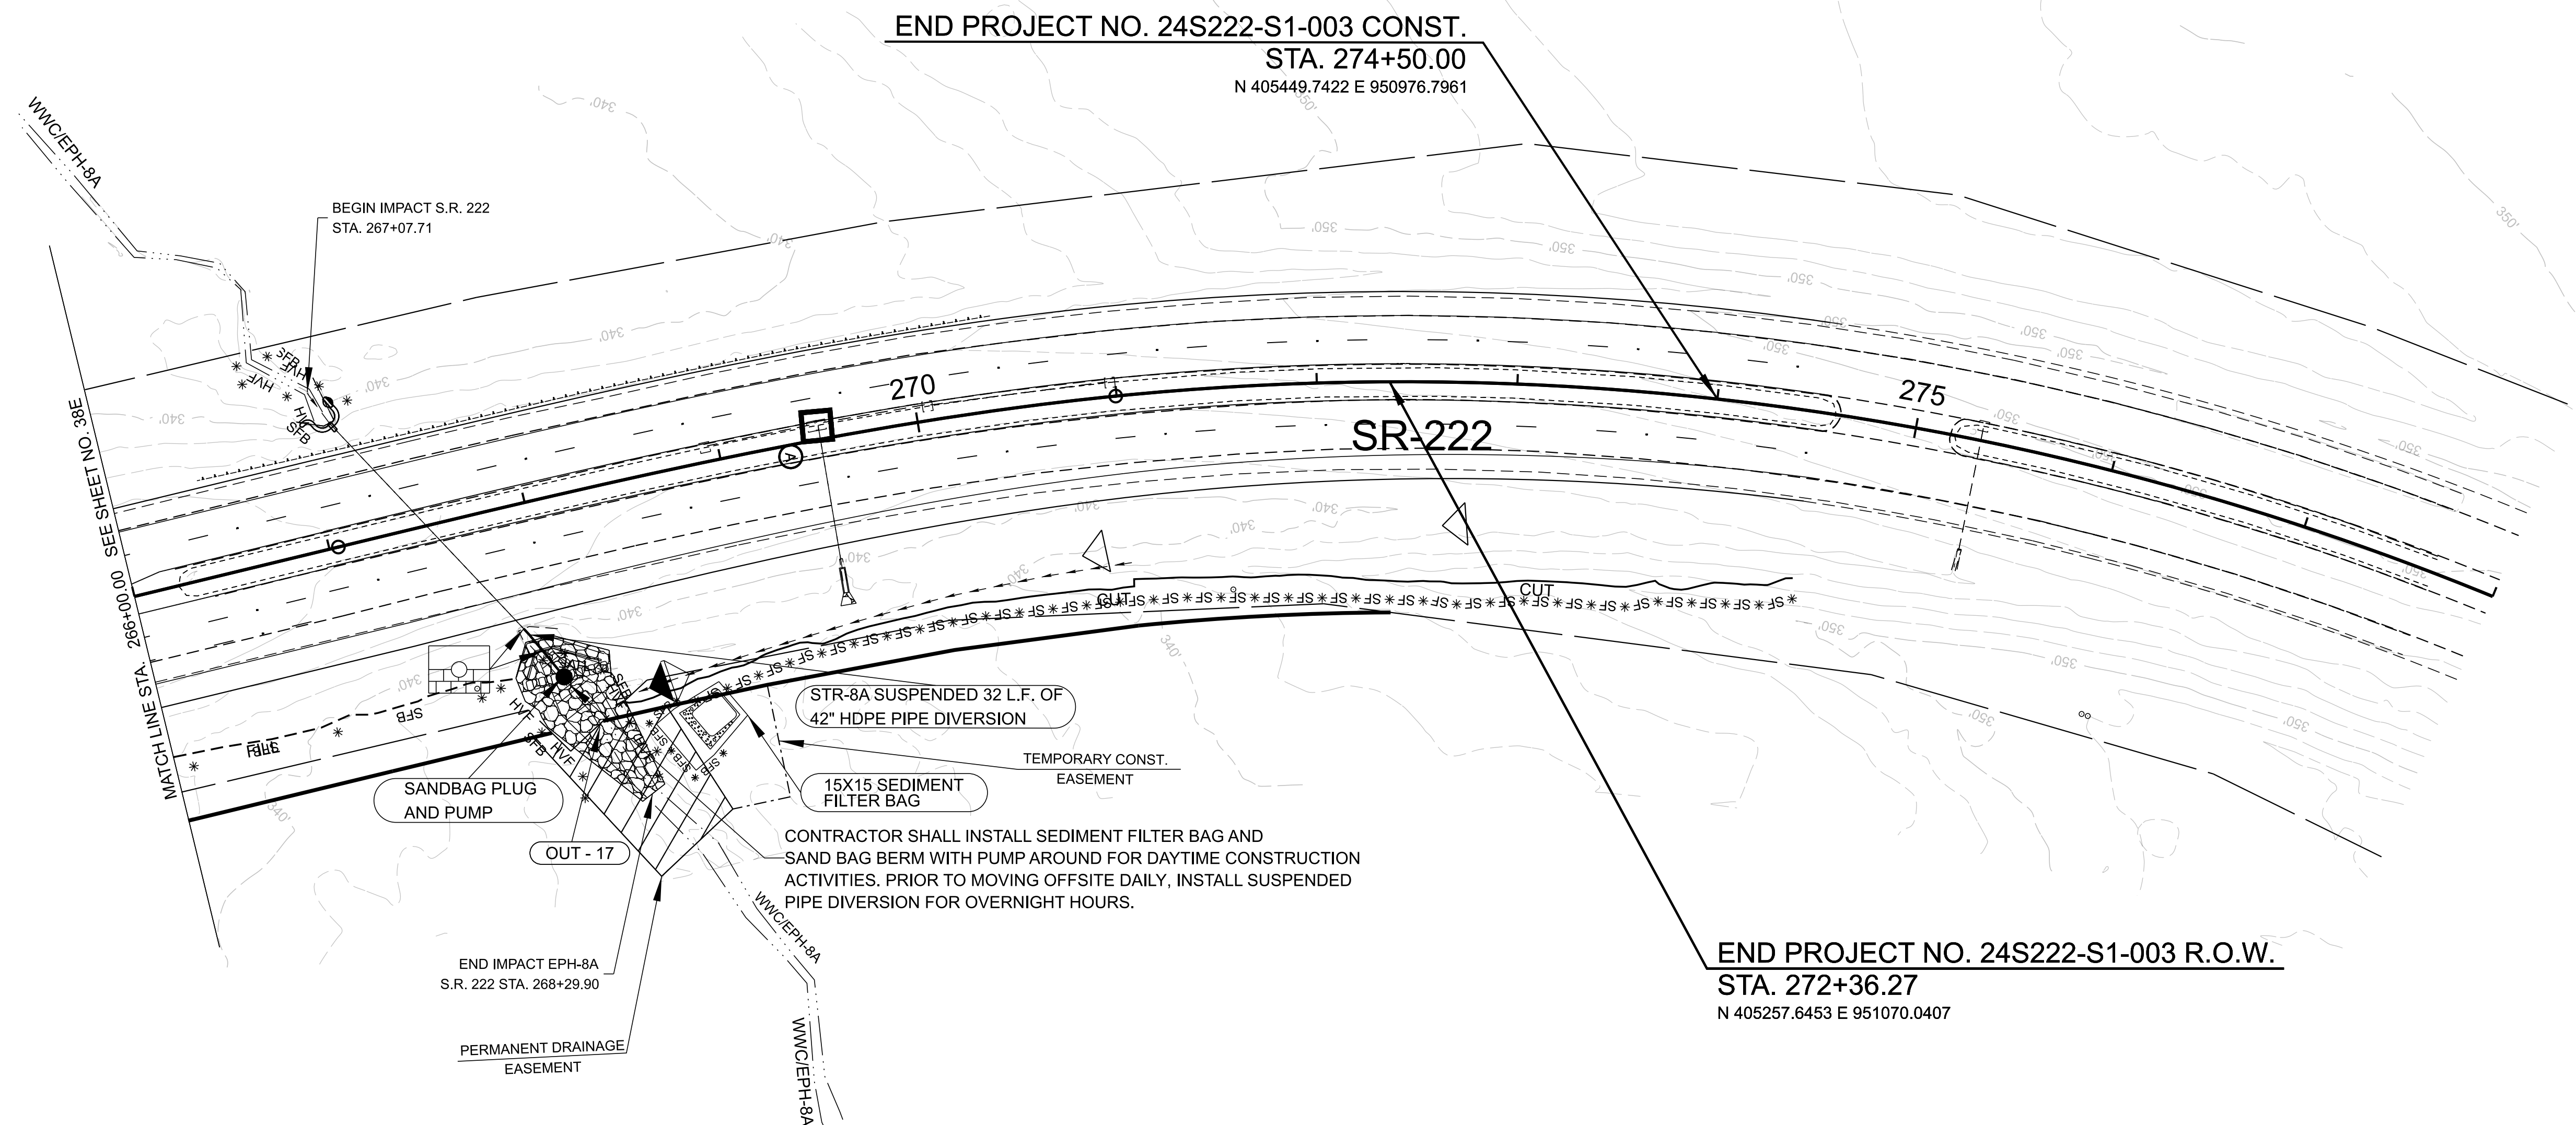 END PROJECT NO. 24S222-S1-003 CONST.
STA. 274+50.00
N 405449.7422 E 950976.7961
WWC/EPH-8A
BEGIN IMPACT S.R. 222
STA. 267+07.71
MATCH LINE STA. 266+00.00 SEE SHEET NO. 38E
270
275
SR-222
A
340'
350'
SFB
HVF
CUT
CUT
SF
STR-8A SUSPENDED 32 L.F. OF
42" HDPE PIPE DIVERSION
TEMPORARY CONST.
EASEMENT
15X15 SEDIMENT
FILTER BAG
SANDBAG PLUG
AND PUMP
OUT - 17
CONTRACTOR SHALL INSTALL SEDIMENT FILTER BAG AND
SAND BAG BERM WITH PUMP AROUND FOR DAYTIME CONSTRUCTION
ACTIVITIES. PRIOR TO MOVING OFFSITE DAILY, INSTALL SUSPENDED
PIPE DIVERSION FOR OVERNIGHT HOURS.
WWC/EPH-8A
WWC/EPH-8A
END IMPACT EPH-8A
S.R. 222 STA. 268+29.90
PERMANENT DRAINAGE
EASEMENT
END PROJECT NO. 24S222-S1-003 R.O.W.
STA. 272+36.27
N 405257.6453 E 951070.0407